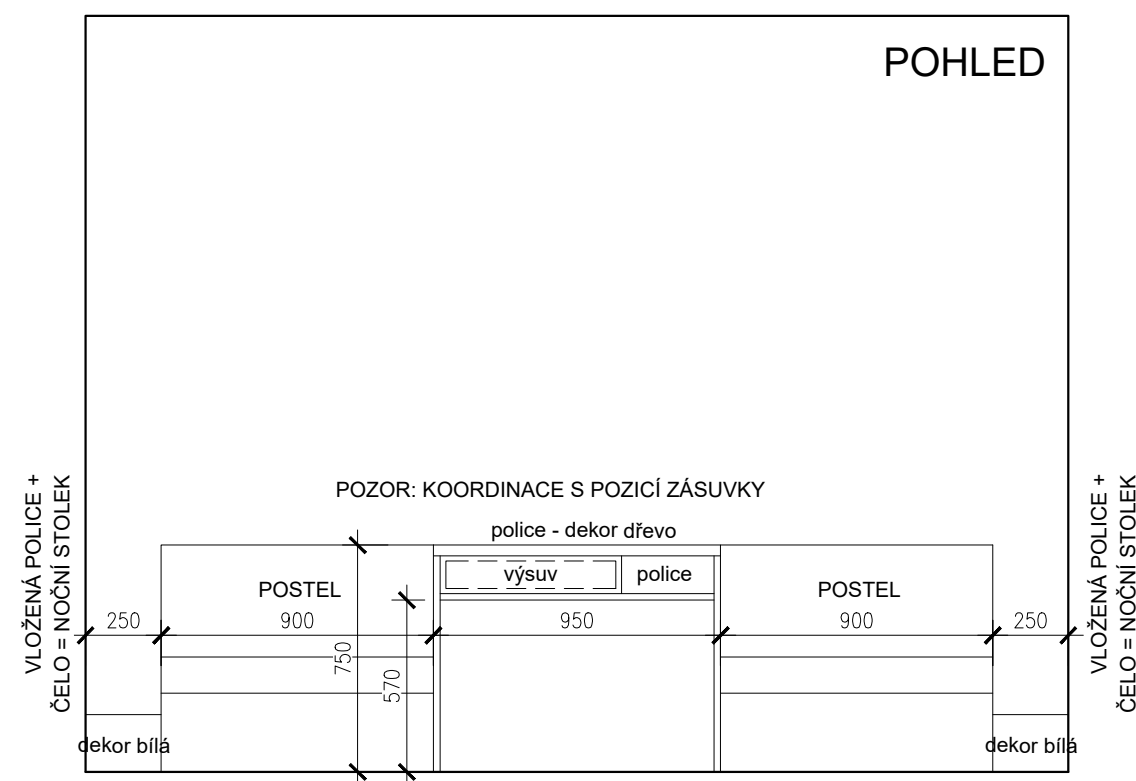 POHLED
VLOŽENÁ POLICE +
ČELO = NOČNÍ STOLEK
POZOR: KOORDINACE S POZICÍ ZÁSUVKY
police - dekor dřevo
výsuv
police
POSTEL
POSTEL
250
900
950
900
250
750
570
dekor bílá
dekor bílá
VLOŽENÁ POLICE +
ČELO = NOČNÍ STOLEK